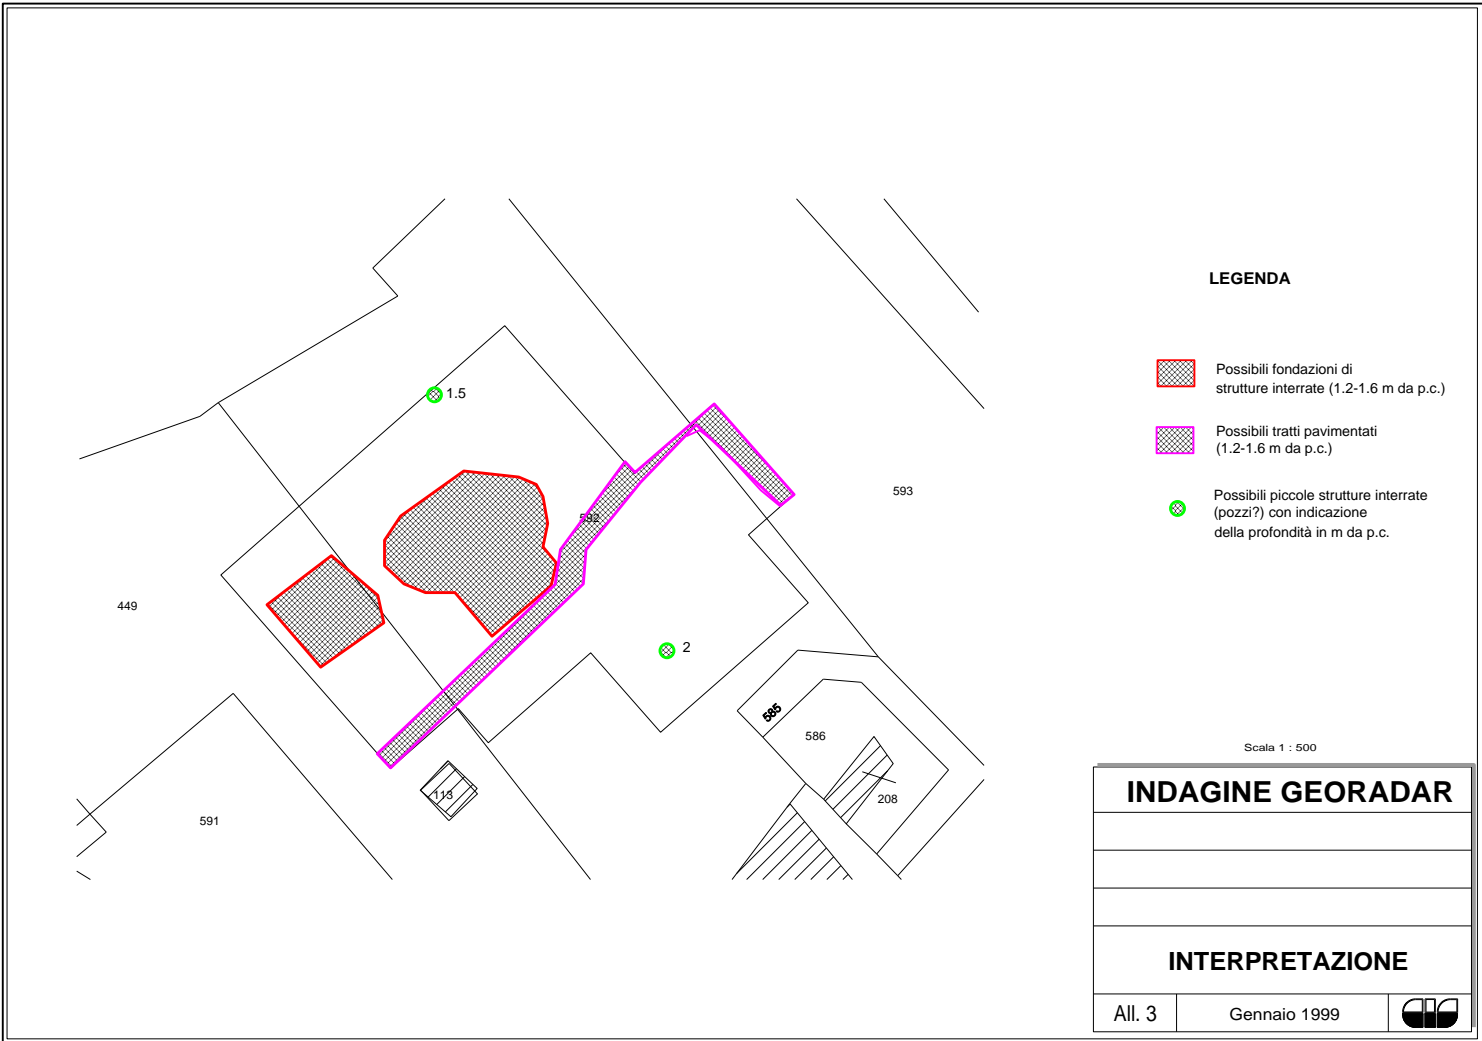 LEGENDA
Possibili fondazioni di
strutture interrate (1.2-1.6 m da p.c.)
Possibili tratti pavimentati
(1.2-1.6 m da p.c.)
Possibili piccole strutture interrate
(pozzi?) con indicazione
della profondità in m da p.c.
1.5
592
593
449
2
585
586
113
208
591
Scala 1 : 500
INDAGINE GEORADAR
INTERPRETAZIONE
All. 3
Gennaio 1999